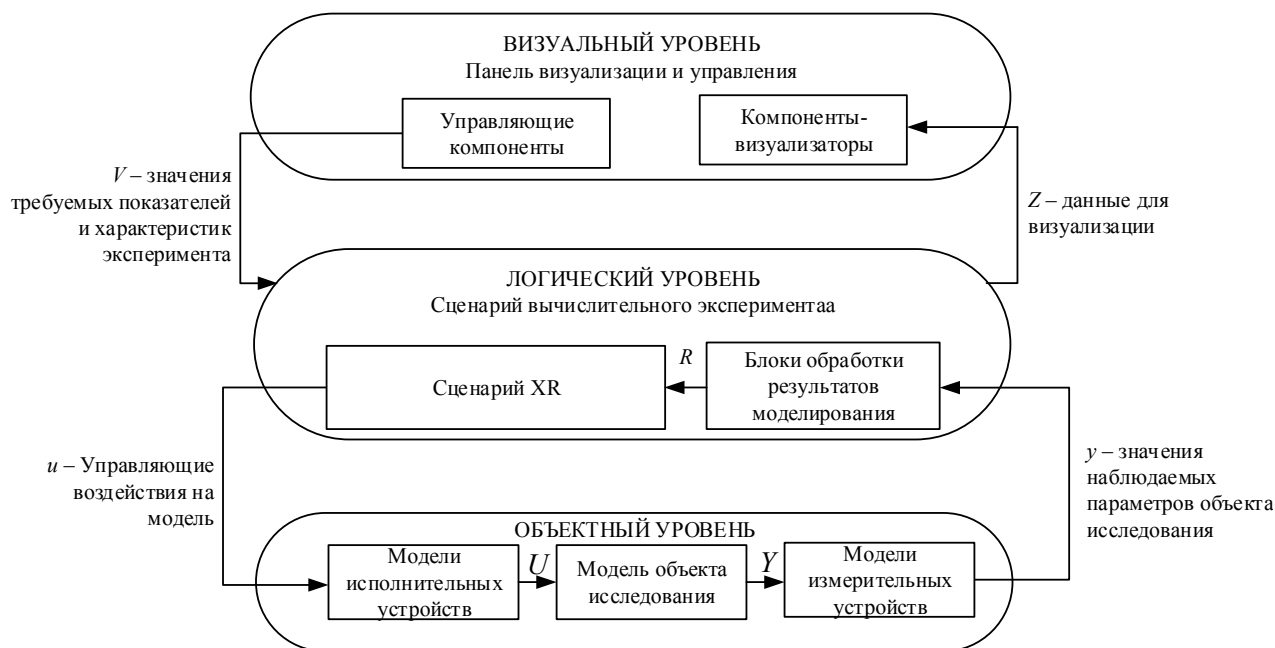 ВИЗУАЛЬНЫЙ УРОВЕНЬ
Панель визуализации и управления
Управляющие
компоненты
Компоненты-
визуализаторы
V – значения
требуемых показателей
и характеристик
эксперимента
Z – данные для
визуализации
ЛОГИЧЕСКИЙ УРОВЕНЬ
Сценарий вычислительного экспериментаа
Сценарий XR
R
Блоки обработки
результатов
моделирования
u – Управляющие
воздействия на
модель
y – значения
наблюдаемых
параметров объекта
исследования
ОБЪЕКТНЫЙ УРОВЕНЬ
Модели
исполнительных
устройств
U
Модель объекта
исследования
Y
Модели
измерительных
устройств